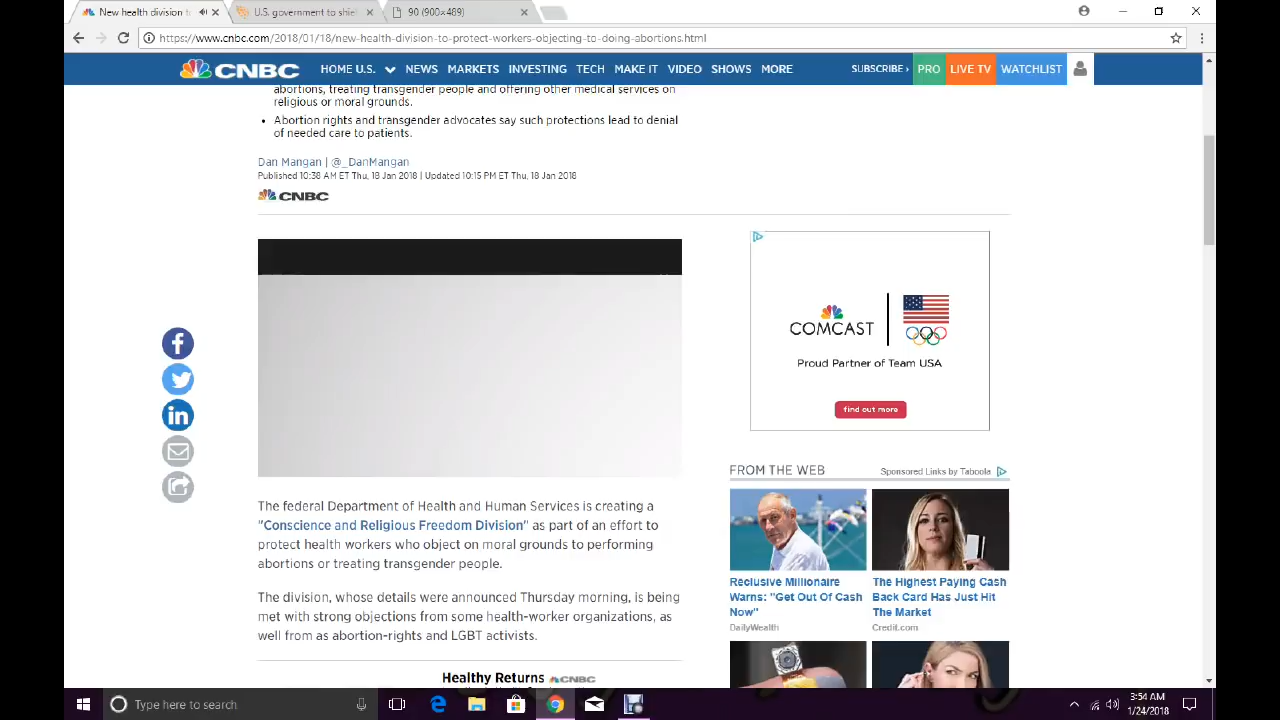 New health division t
U.S. government to shiel
90 (900×489)
https://www.cnbc.com/2018/01/18/new-health-division-to-protect-workers-objecting-to-doing-abortions.html
CNBC
HOME U.S. NEWS MARKETS INVESTING TECH MAKE IT VIDEO SHOWS MORE
SUBSCRIBE PRO LIVE TV WATCHLIST
abortions, treating transgender people and offering other medical services on
religious or moral grounds.
• Abortion rights and transgender advocates say such protections lead to denial
of needed care to patients.
Dan Mangan | @_DanMangan
Published 10:38 AM ET Thu, 18 Jan 2018 | Updated 10:15 PM ET Thu, 18 Jan 2018
CNBC
COMCAST
Proud Partner of Team USA
find out more
The federal Department of Health and Human Services is creating a
"Conscience and Religious Freedom Division" as part of an effort to
protect health workers who object on moral grounds to performing
abortions or treating transgender people.
The division, whose details were announced Thursday morning, is being
met with strong objections from some health-worker organizations, as
well from as abortion-rights and LGBT activists.
Healthy Returns CNBC
FROM THE WEB
Sponsored Links by Taboola
Reclusive Millionaire
Warns: "Get Out Of Cash
Now"
DailyWealth
The Highest Paying Cash
Back Card Has Just Hit
The Market
Credit.com
Type here to search
3:54 AM
1/24/2018